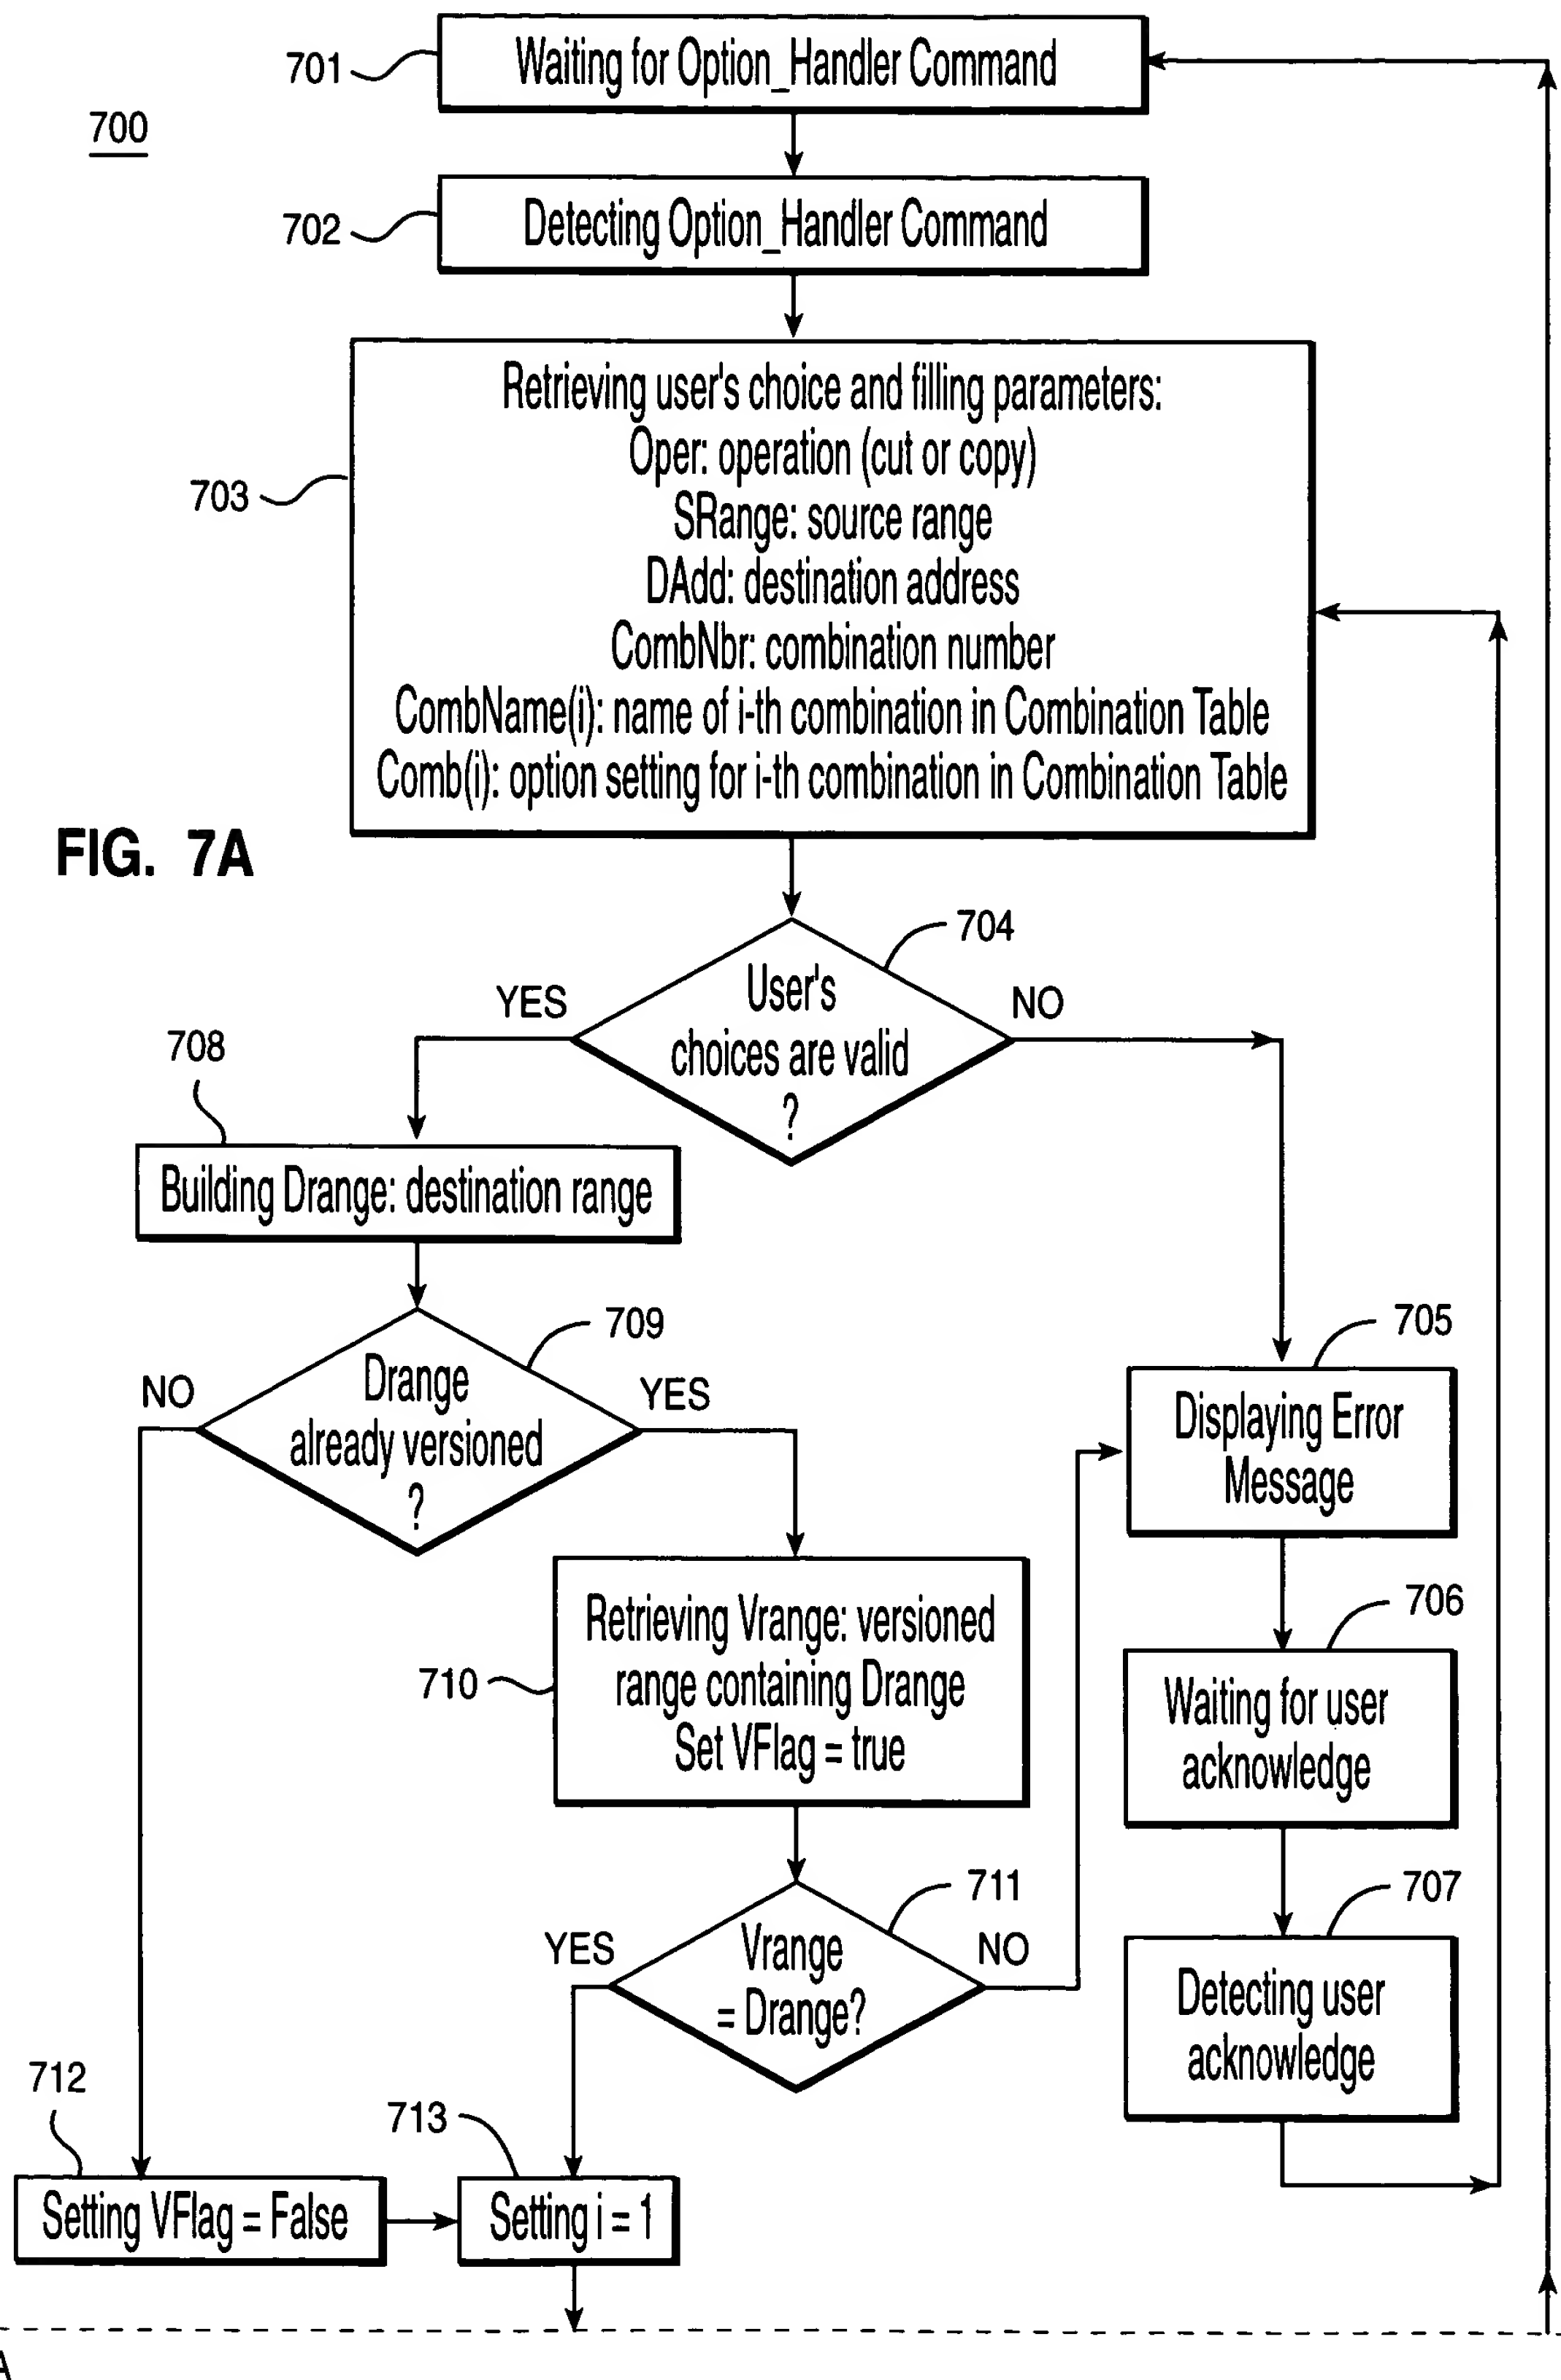 701
Waiting for Option_Handler Command
700
702
Detecting Option_Handler Command
703
Retrieving user's choice and filling parameters:
Oper: operation (cut or copy)
SRange: source range
DAdd: destination address
CombNbr: combination number
CombName(i): name of i-th combination in Combination Table
Comb(i): option setting for i-th combination in Combination Table
FIG. 7A
704
User's
choices are valid
?
YES
NO
708
Building Drange: destination range
709
Drange
already versioned
?
NO
YES
705
Displaying Error
Message
710
Retrieving Vrange: versioned
range containing Drange
Set VFlag = true
706
Waiting for user
acknowledge
711
Vrange
= Drange?
YES
NO
707
Detecting user
acknowledge
712
Setting VFlag = False
713
Setting i = 1